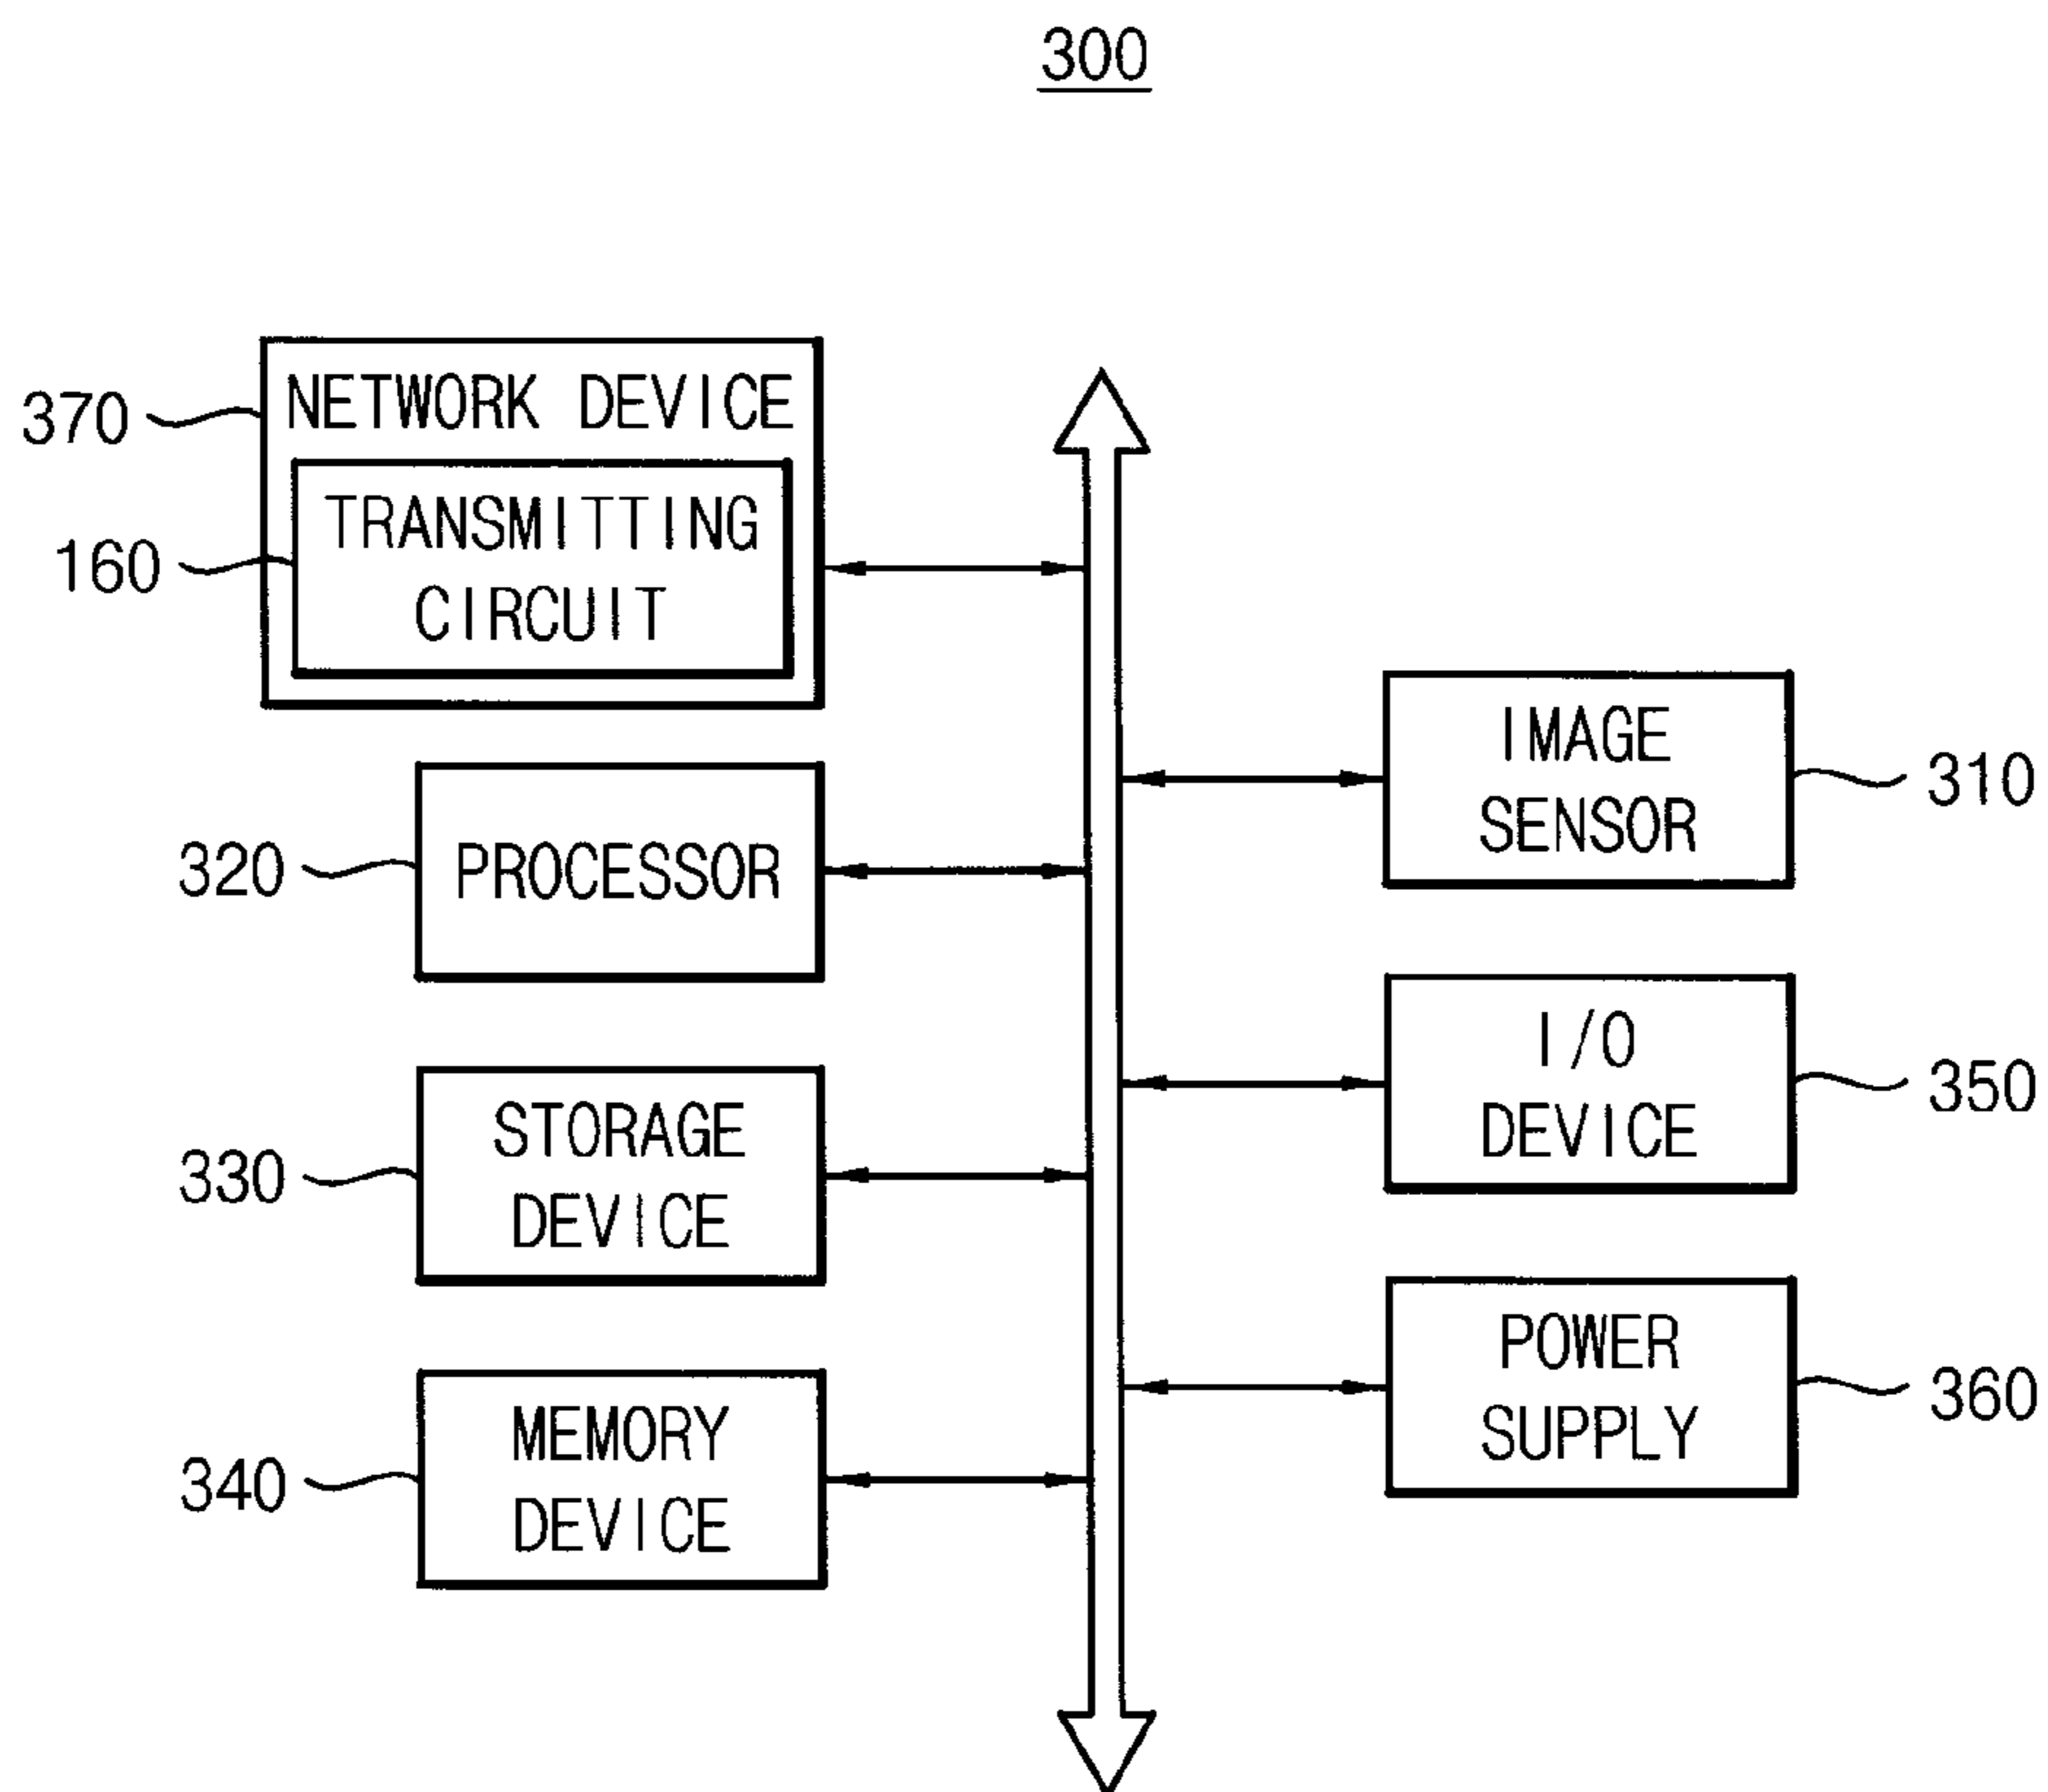 300
370
NETWORK DEVICE
160
TRANSMITTING
CIRCUIT
320
PROCESSOR
330
STORAGE
DEVICE
340
MEMORY
DEVICE
IMAGE
SENSOR
310
I/O
DEVICE
350
POWER
SUPPLY
360